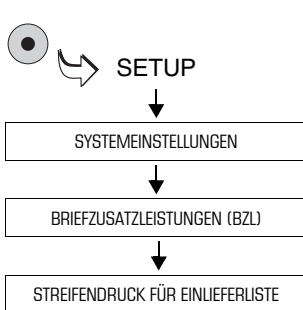 SETUP
SYSTEMEINSTELLUNGEN
BRIEFZUSATZLEISTUNGEN (BZL)
STREIFENDRUCK FÜR EINLIEFERLISTE